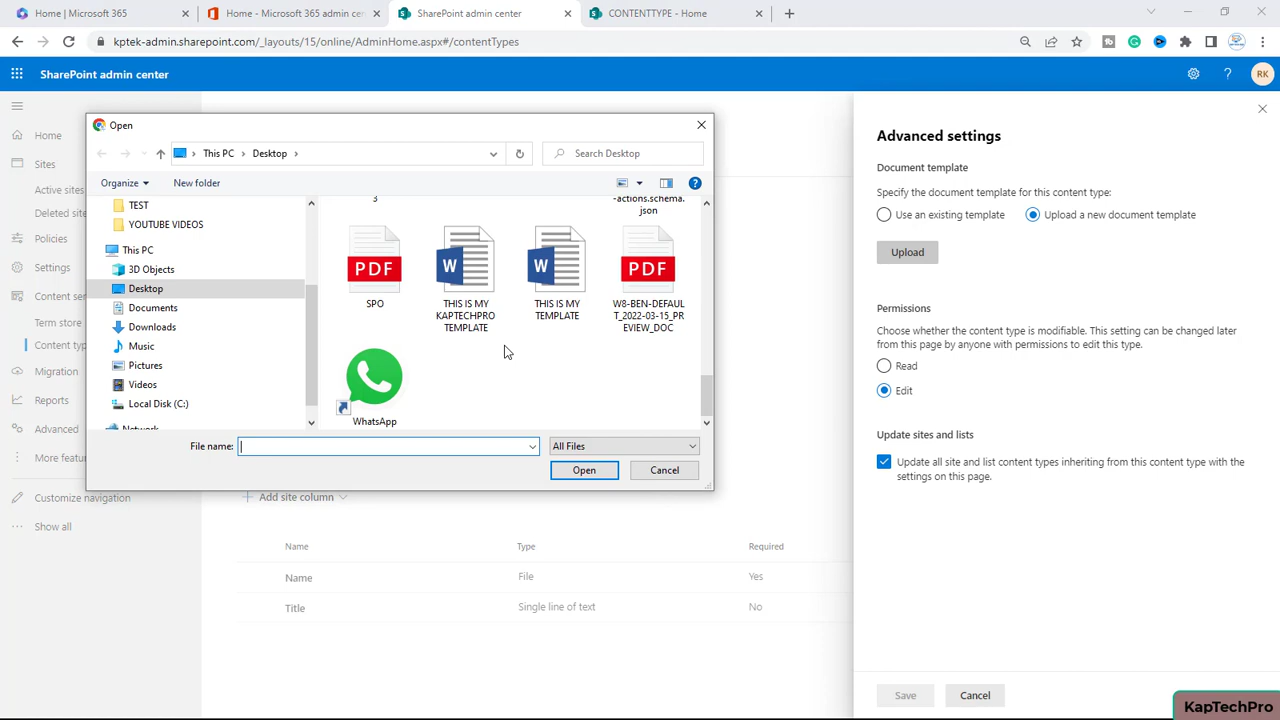 Home | Microsoft 365
Home - Microsoft 365 admin cen
SharePoint admin center
CONTENTTYPE - Home
kptek-admin.sharepoint.com/_layouts/15/online/AdminHome.aspx#/contentTypes
SharePoint admin center
RK
Home
Sites
Active sites
Deleted sit
Policies
Settings
Content se
Term store
Content typ
Migration
Reports
Advanced
More featu
Customize navigation
Show all
Open
This PC
Desktop
Search Desktop
Organize
New folder
TEST
YOUTUBE VIDEOS
This PC
3D Objects
Desktop
Documents
Downloads
Music
Pictures
Videos
Local Disk (C:)
Network
3
-actions.schema.
json
PDF
SPO
W
THIS IS MY
KAPTECHPRO
TEMPLATE
W
THIS IS MY
TEMPLATE
PDF
W8-BEN-DEFAUL
T_2022-03-15_PR
EVIEW_DOC
WhatsApp
File name:
All Files
Open
Cancel
Add site column
Name
Type
Required
Name
File
Yes
Title
Single line of text
No
Advanced settings
Document template
Specify the document template for this content type:
Use an existing template
Upload a new document template
Upload
Permissions
Choose whether the content type is modifiable. This setting can be changed later
from this page by anyone with permissions to edit this type.
Read
Edit
Update sites and lists
Update all site and list content types inheriting from this content type with the
settings on this page.
Save
Cancel
KapTechPro